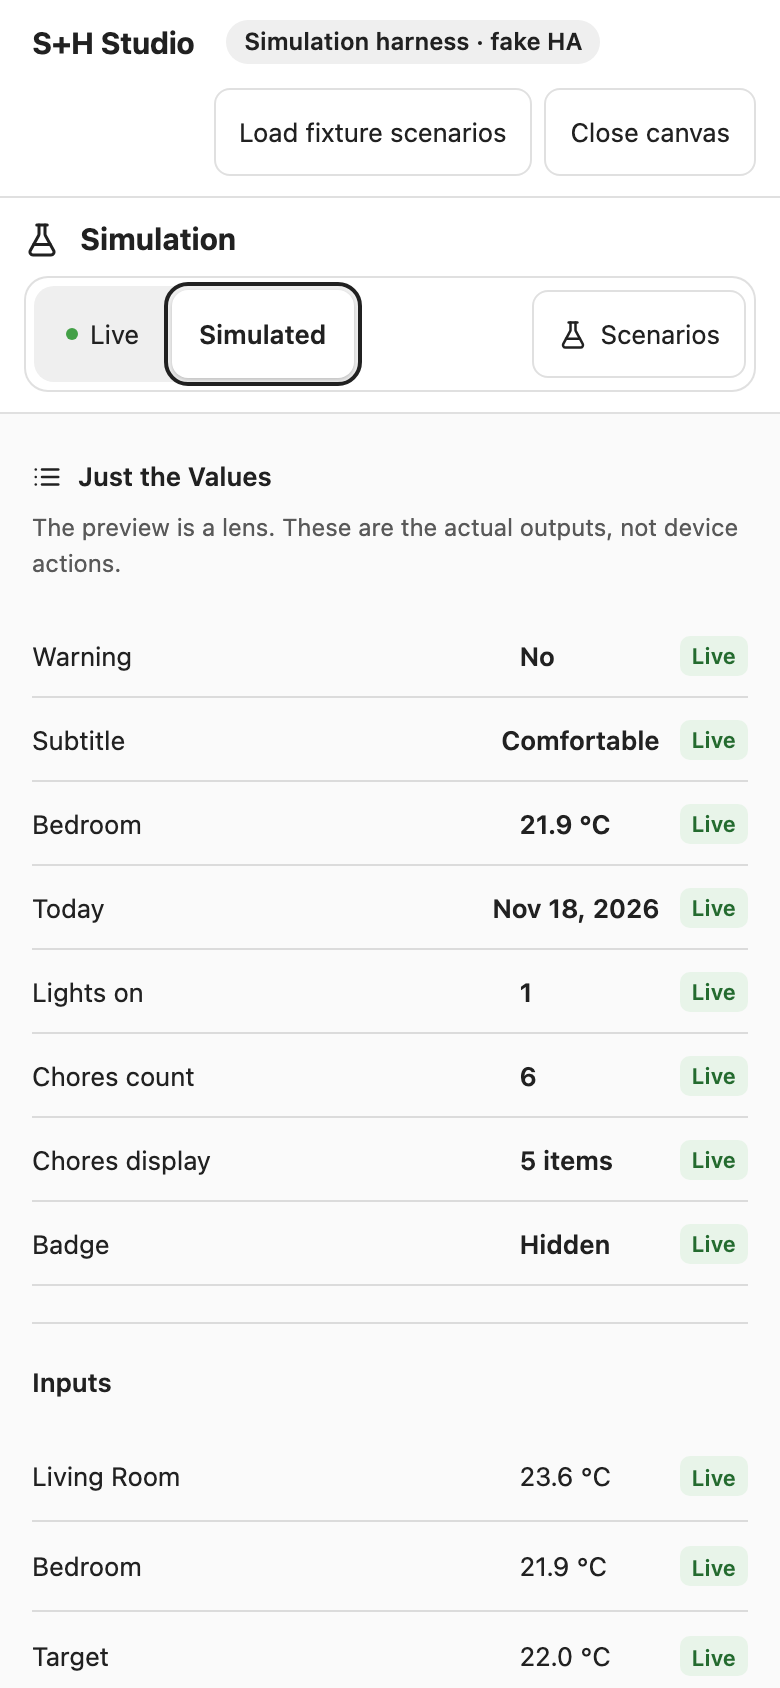 S+H Studio
Simulation harness · fake HA
Load fixture scenarios
Close canvas
Simulation
Live
Simulated
Scenarios
Just the Values
The preview is a lens. These are the actual outputs, not device
actions.
Warning No Live
Subtitle Comfortable Live
Bedroom 21.9 °C Live
Today Nov 18, 2026 Live
Lights on 1 Live
Chores count 6 Live
Chores display 5 items Live
Badge Hidden Live
Inputs
Living Room 23.6 °C Live
Bedroom 21.9 °C Live
Target 22.0 °C Live